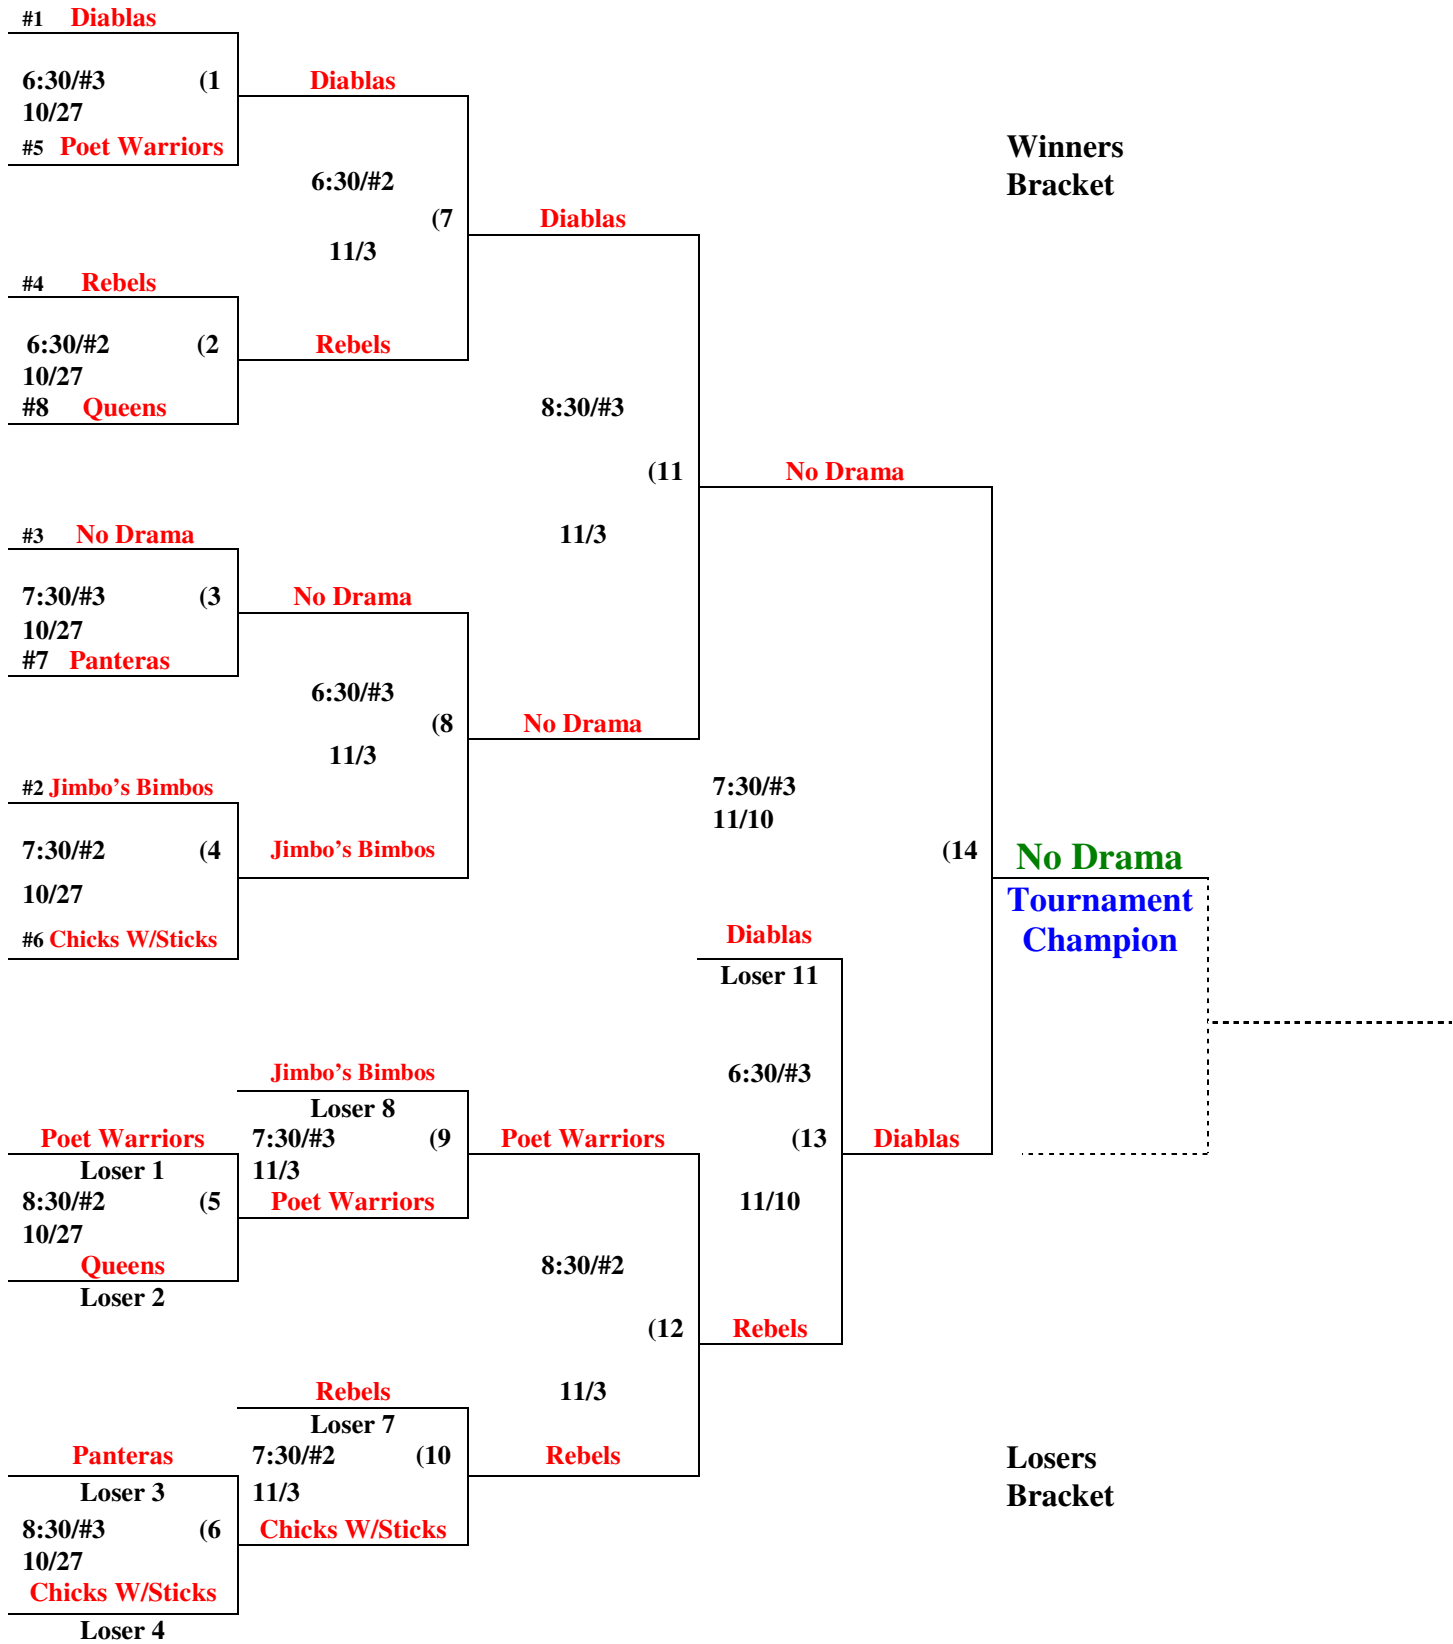 #1 Diablas
6:30/#3 (1 Diablas
10/27
#5 Poet Warriors
Winners
Bracket
6:30/#2
(7 Diablas
11/3
#4 Rebels
6:30/#2 (2 Rebels
10/27
#8 Queens
8:30/#3
(11 No Drama
11/3
#3 No Drama
7:30/#3 (3 No Drama
10/27
#7 Panteras
6:30/#3
(8 No Drama
11/3
#2 Jimbo’s Bimbos
7:30/#3
11/10
7:30/#2 (4 Jimbo’s Bimbos
(14 No Drama
10/27
Tournament
Champion
#6 Chicks W/Sticks
Diablas
Loser 11
Jimbo’s Bimbos
6:30/#3
Loser 8
Poet Warriors
7:30/#3 (9 Poet Warriors
(13 Diablas
Loser 1
11/3
8:30/#2 (5 Poet Warriors
11/10
10/27
Queens
8:30/#2
Loser 2
(12 Rebels
Rebels
11/3
Loser 7
Panteras
7:30/#2 (10 Rebels
Losers
Bracket
Loser 3
11/3
8:30/#3 (6 Chicks W/Sticks
10/27
Chicks W/Sticks
Loser 4